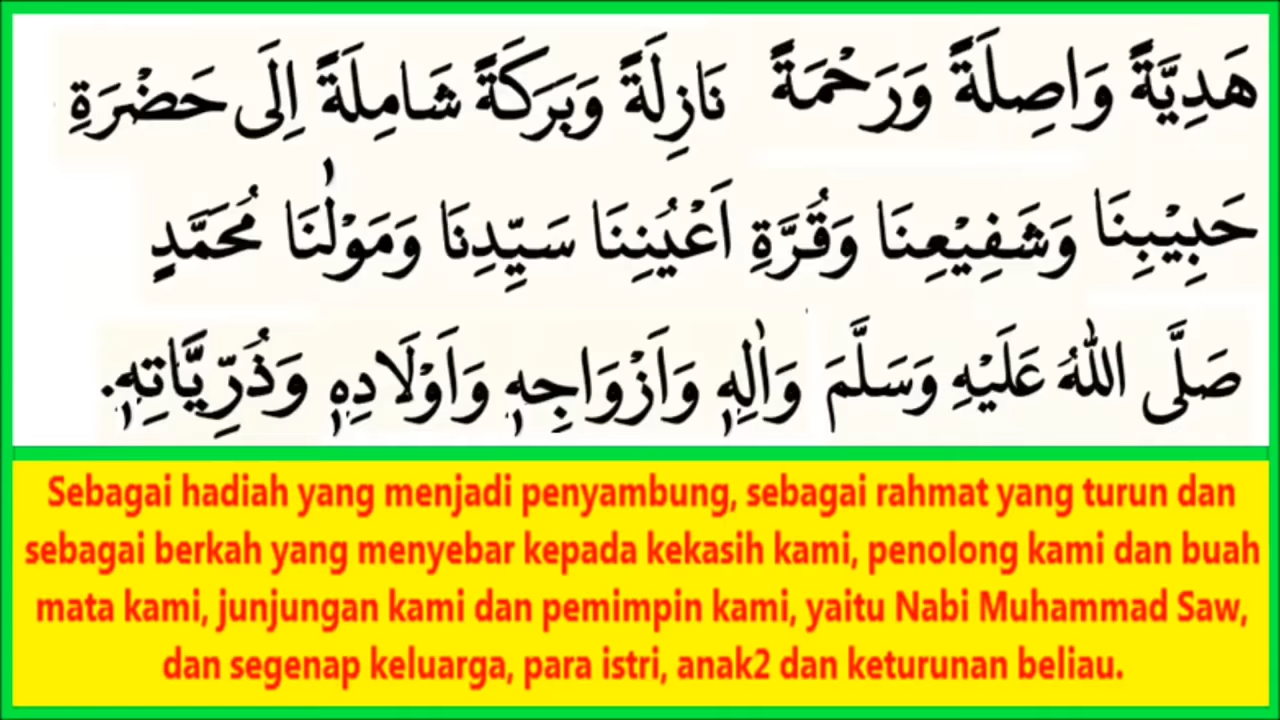 هَدِيَّةً وَاصِلَةً وَرَحْمَةً نَازِلَةً وَبَرَكَةً شَامِلَةً اِلَى حَضْرَةِ
حَبِيْبِنَا وَشَفِيْعِنَا وَقُرَّةِ اَعْيُنِنَا سَيِّدِنَا وَمَوْلٰنَا مُحَمَّدٍ
صَلَّى اللهُ عَلَيْهِ وَسَلَّمَ وَاٰلِهٖ وَاَزْوَاجِهٖ وَاَوْلَادِهٖ وَذُرِّيَّاتِهٖ.
Sebagai hadiah yang menjadi penyambung, sebagai rahmat yang turun dan
sebagai berkah yang menyebar kepada kekasih kami, penolong kami dan buah
mata kami, junjungan kami dan pemimpin kami, yaitu Nabi Muhammad Saw,
dan segenap keluarga, para istri, anak2 dan keturunan beliau.